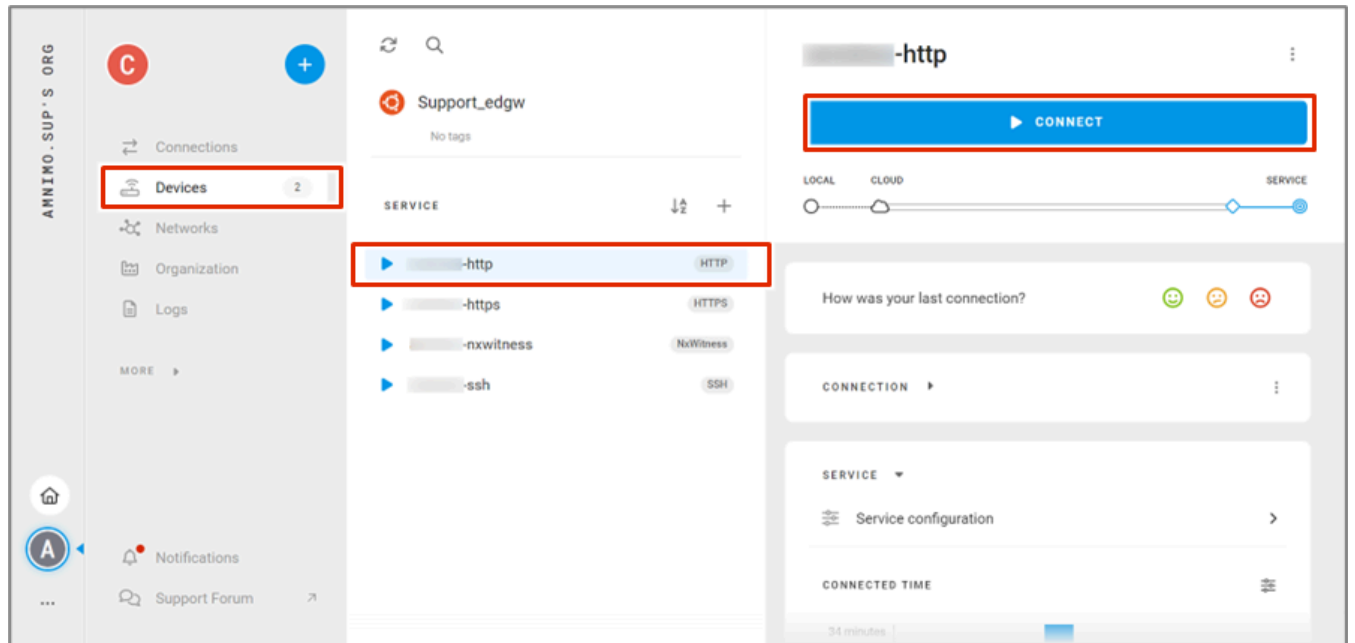 AMNIMO.SUP'S ORG
C
+
Connections
Devices 2
Networks
Organization
Logs
MORE
A
...
Notifications
Support Forum
Support_edgw
No tags
SERVICE
-http HTTP
-https HTTPS
-nxwitness NxWitness
-ssh SSH
-http
CONNECT
LOCAL CLOUD SERVICE
How was your last connection?
CONNECTION
SERVICE
Service configuration
CONNECTED TIME
34 minutes